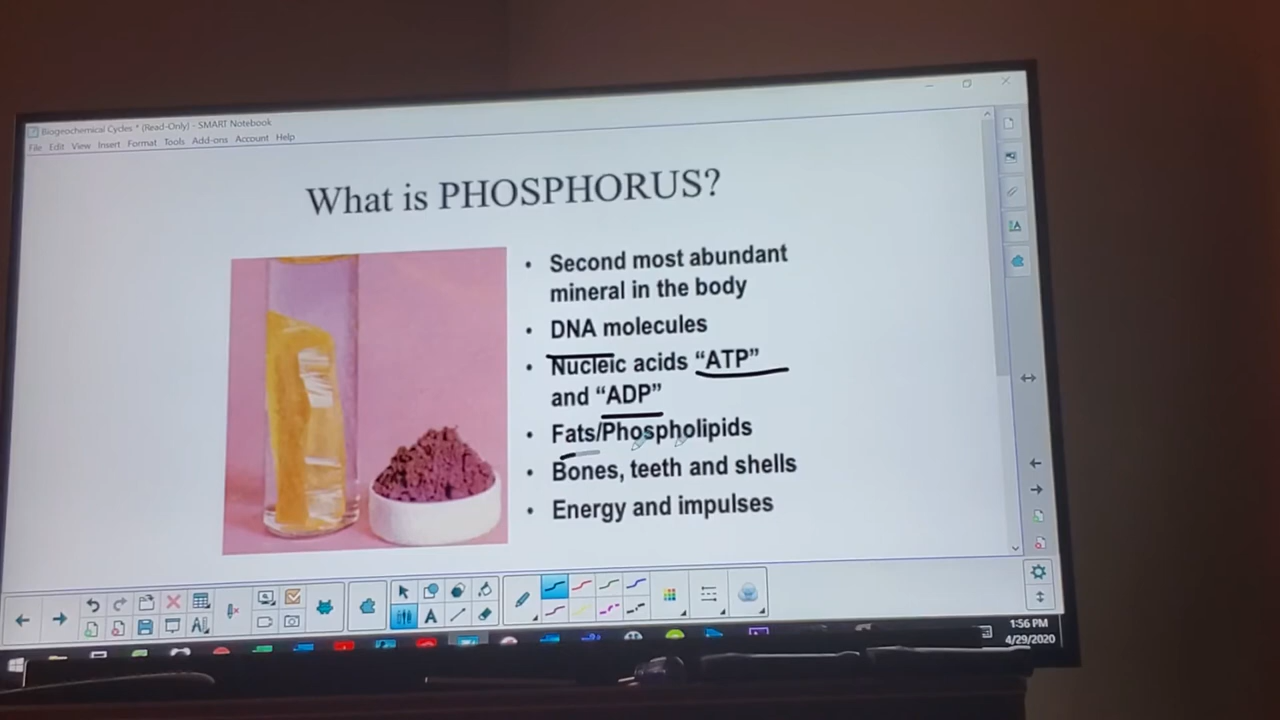 Biogeochemical Cycles * (Read-Only) - SMART Notebook
File Edit View Insert Format Tools Add-ons Account Help
What is PHOSPHORUS?
• Second most abundant
mineral in the body
• DNA molecules
• Nucleic acids “ATP”
and “ADP”
• Fats/Phospholipids
• Bones, teeth and shells
• Energy and impulses
1:56 PM
4/29/2020